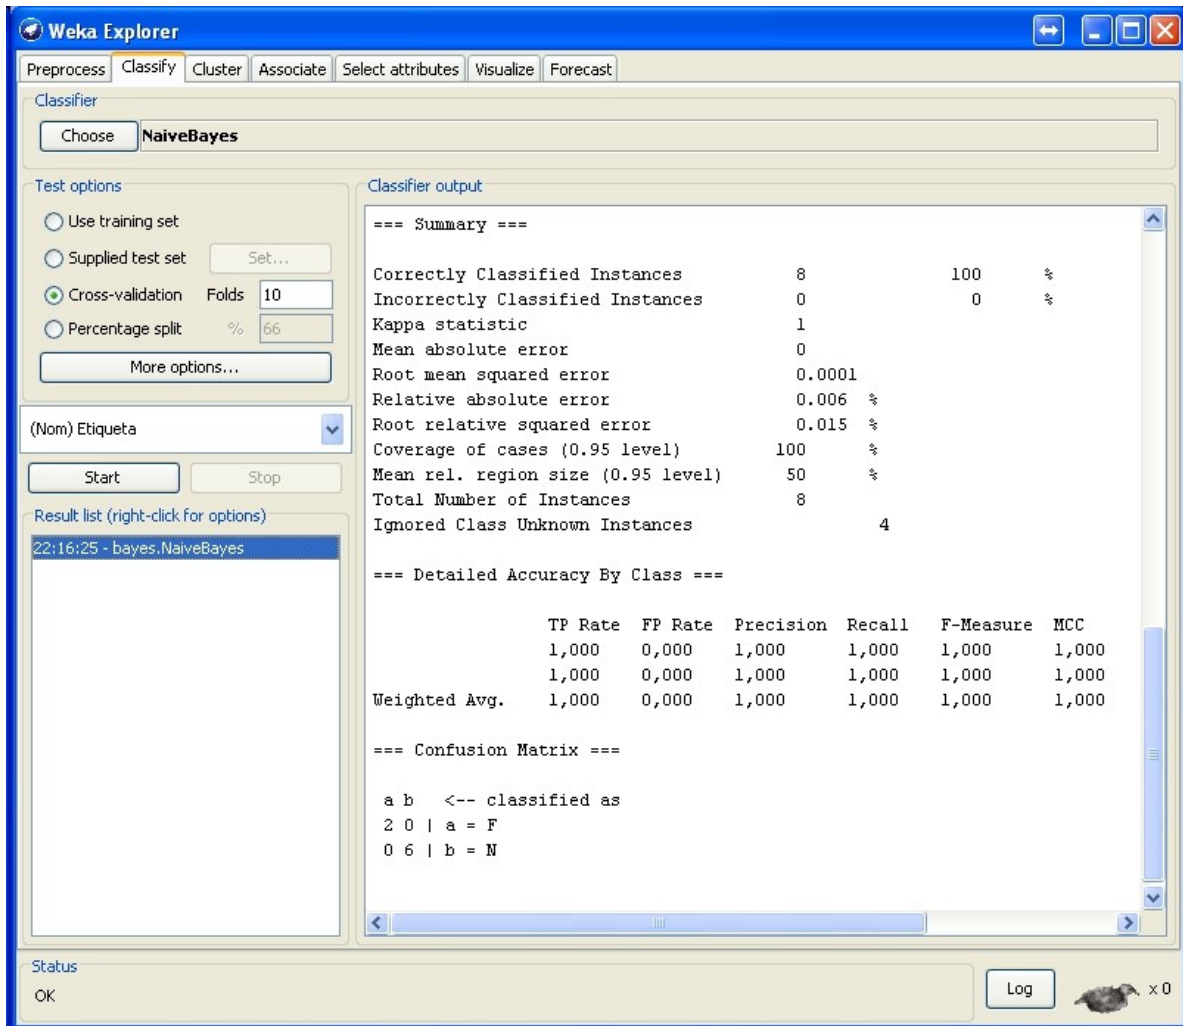 Weka Explorer
Preprocess Classify Cluster Associate Select attributes Visualize Forecast
Classifier
Choose NaiveBayes
Test options
Use training set
Supplied test set Set...
Cross-validation Folds 10
Percentage split % 66
More options...
(Nom) Etiqueta
Start Stop
Result list (right-click for options)
22:16:25 - bayes.NaiveBayes
Classifier output
=== Summary ===
Correctly Classified Instances 8 100 %
Incorrectly Classified Instances 0 0 %
Kappa statistic 1
Mean absolute error 0
Root mean squared error 0.0001
Relative absolute error 0.006 %
Root relative squared error 0.015 %
Coverage of cases (0.95 level) 100 %
Mean rel. region size (0.95 level) 50 %
Total Number of Instances 8
Ignored Class Unknown Instances 4
=== Detailed Accuracy By Class ===
TP Rate FP Rate Precision Recall F-Measure MCC
1,000 0,000 1,000 1,000 1,000 1,000
1,000 0,000 1,000 1,000 1,000 1,000
Weighted Avg. 1,000 0,000 1,000 1,000 1,000 1,000
=== Confusion Matrix ===
a b <-- classified as
2 0 | a = F
0 6 | b = N
Status
OK
Log x 0